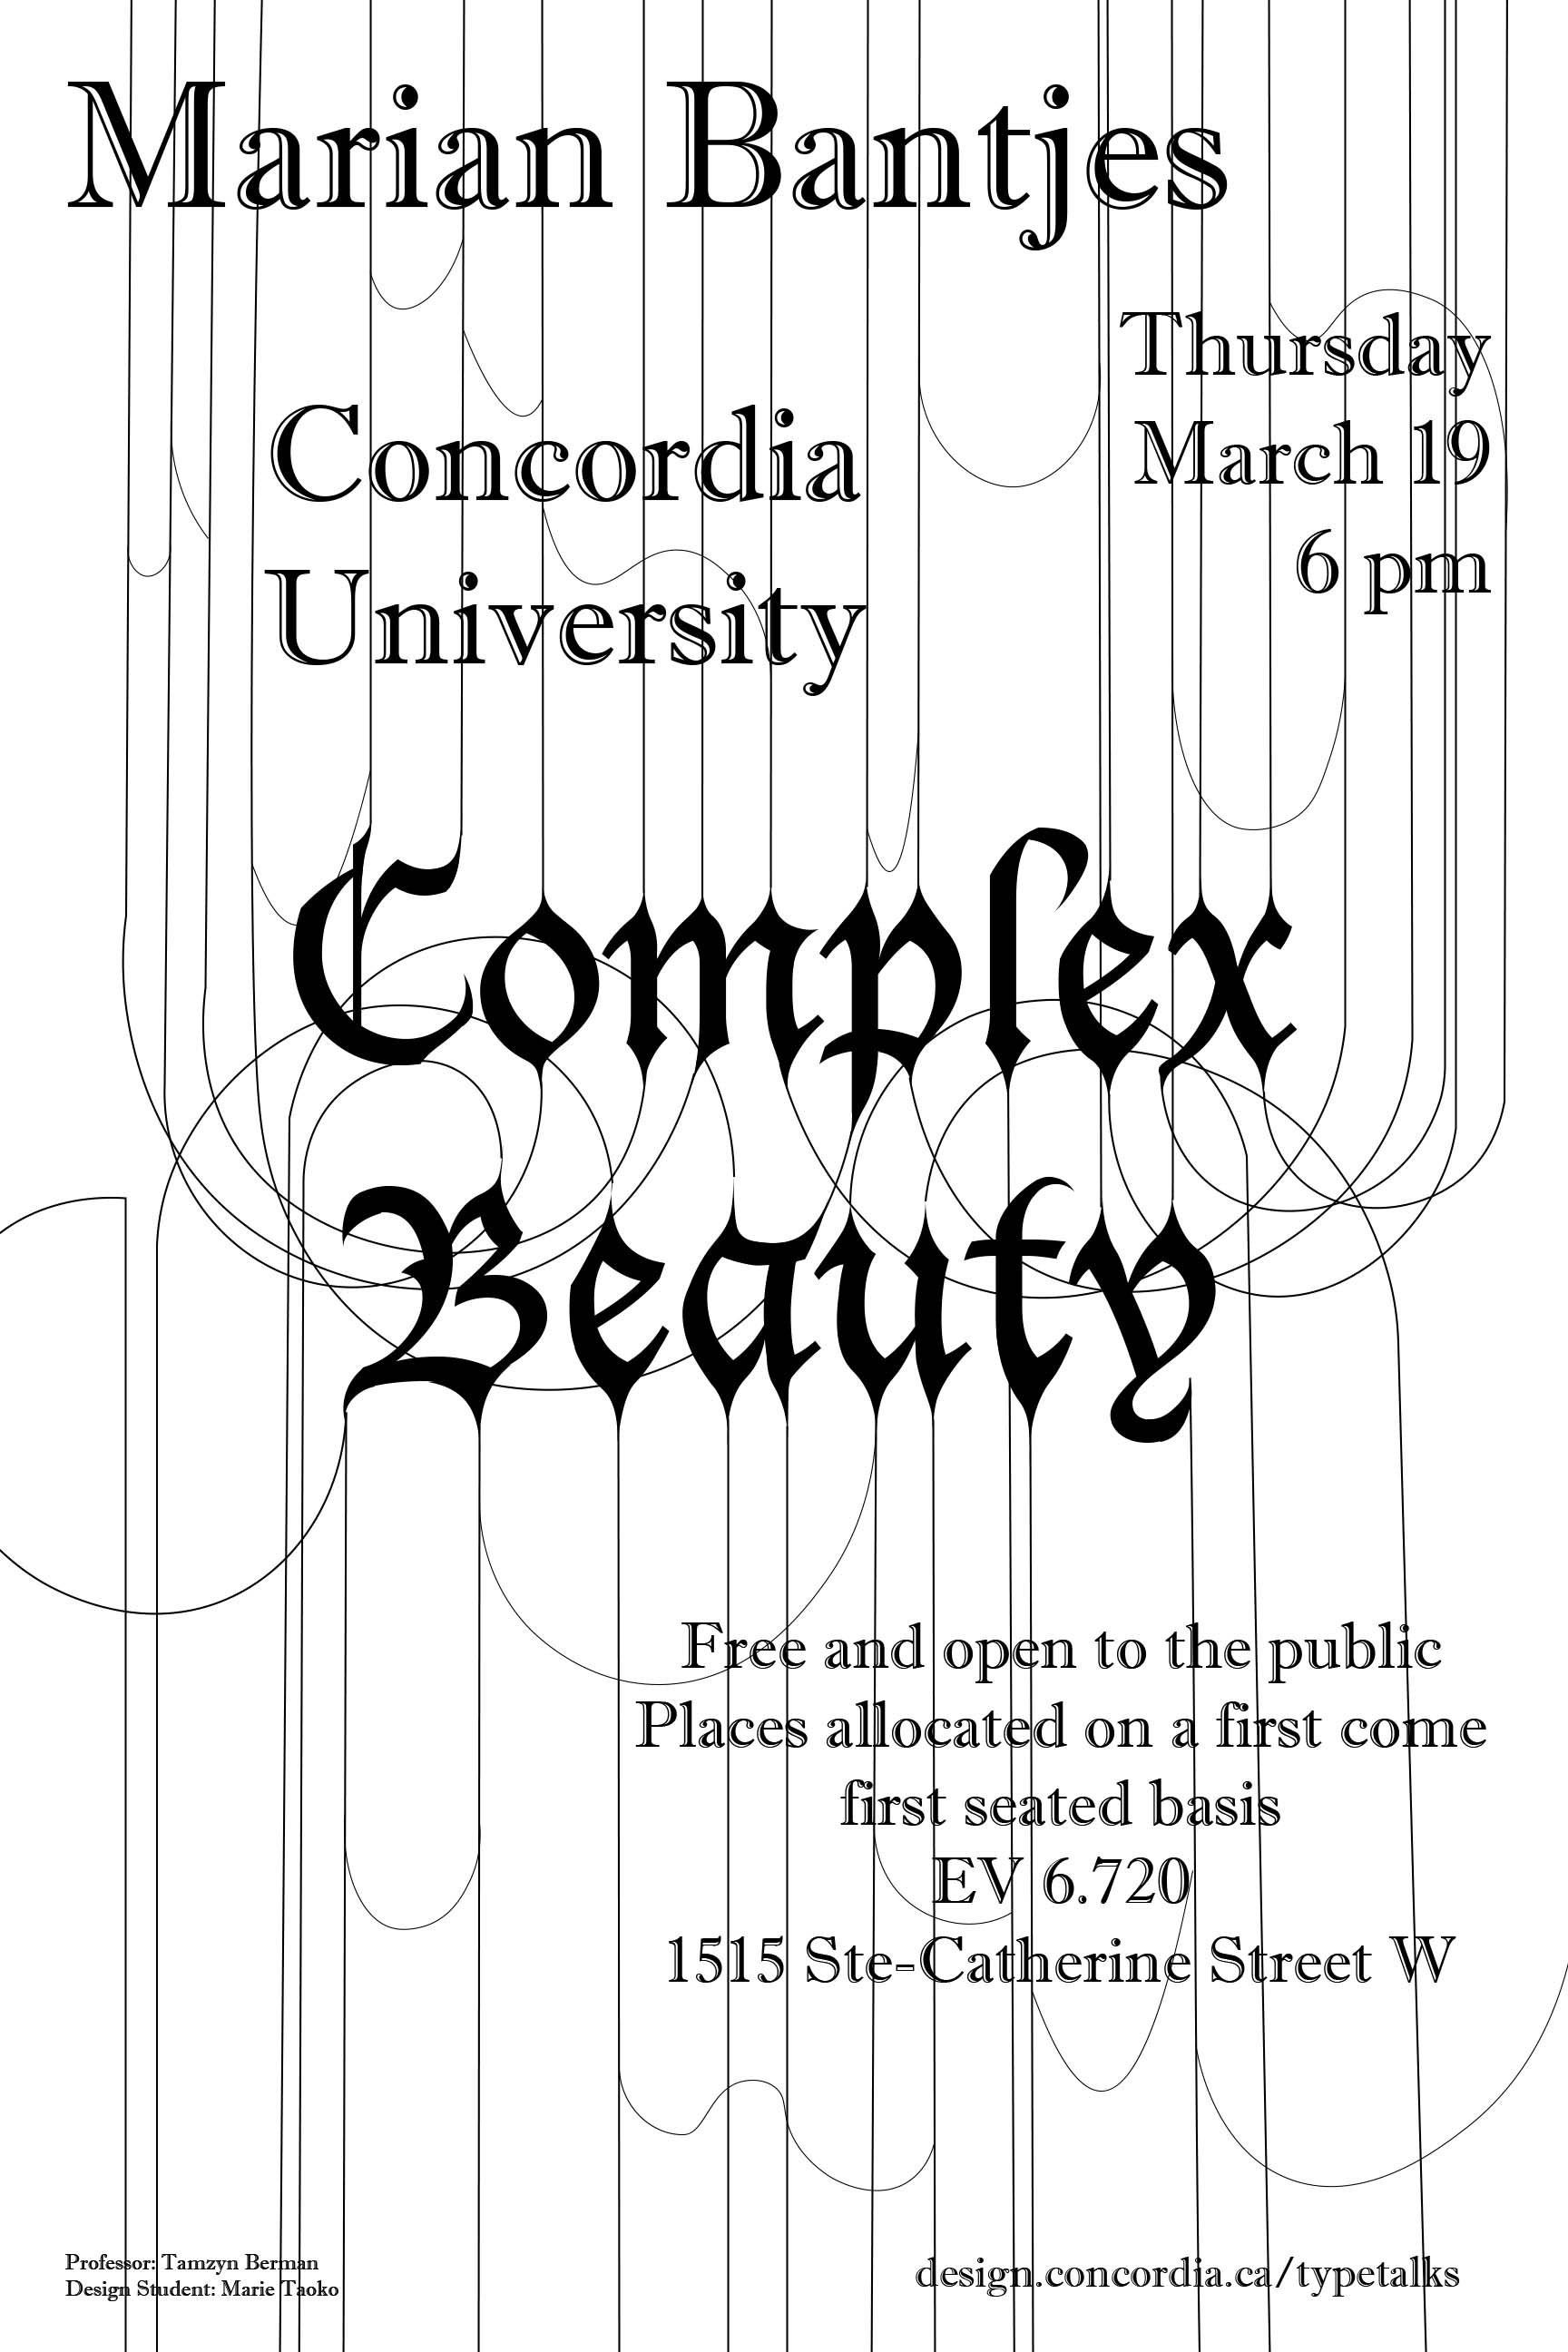 Marian Bantjes
Thursday
March 19
6 pm
Concordia
University
Complex
Beauty
Free and open to the public
Places allocated on a first come
first seated basis
EV 6.720
1515 Ste-Catherine Street W
Professor: Tamzyn Berman
Design Student: Marie Taoko
design.concordia.ca/typetalks